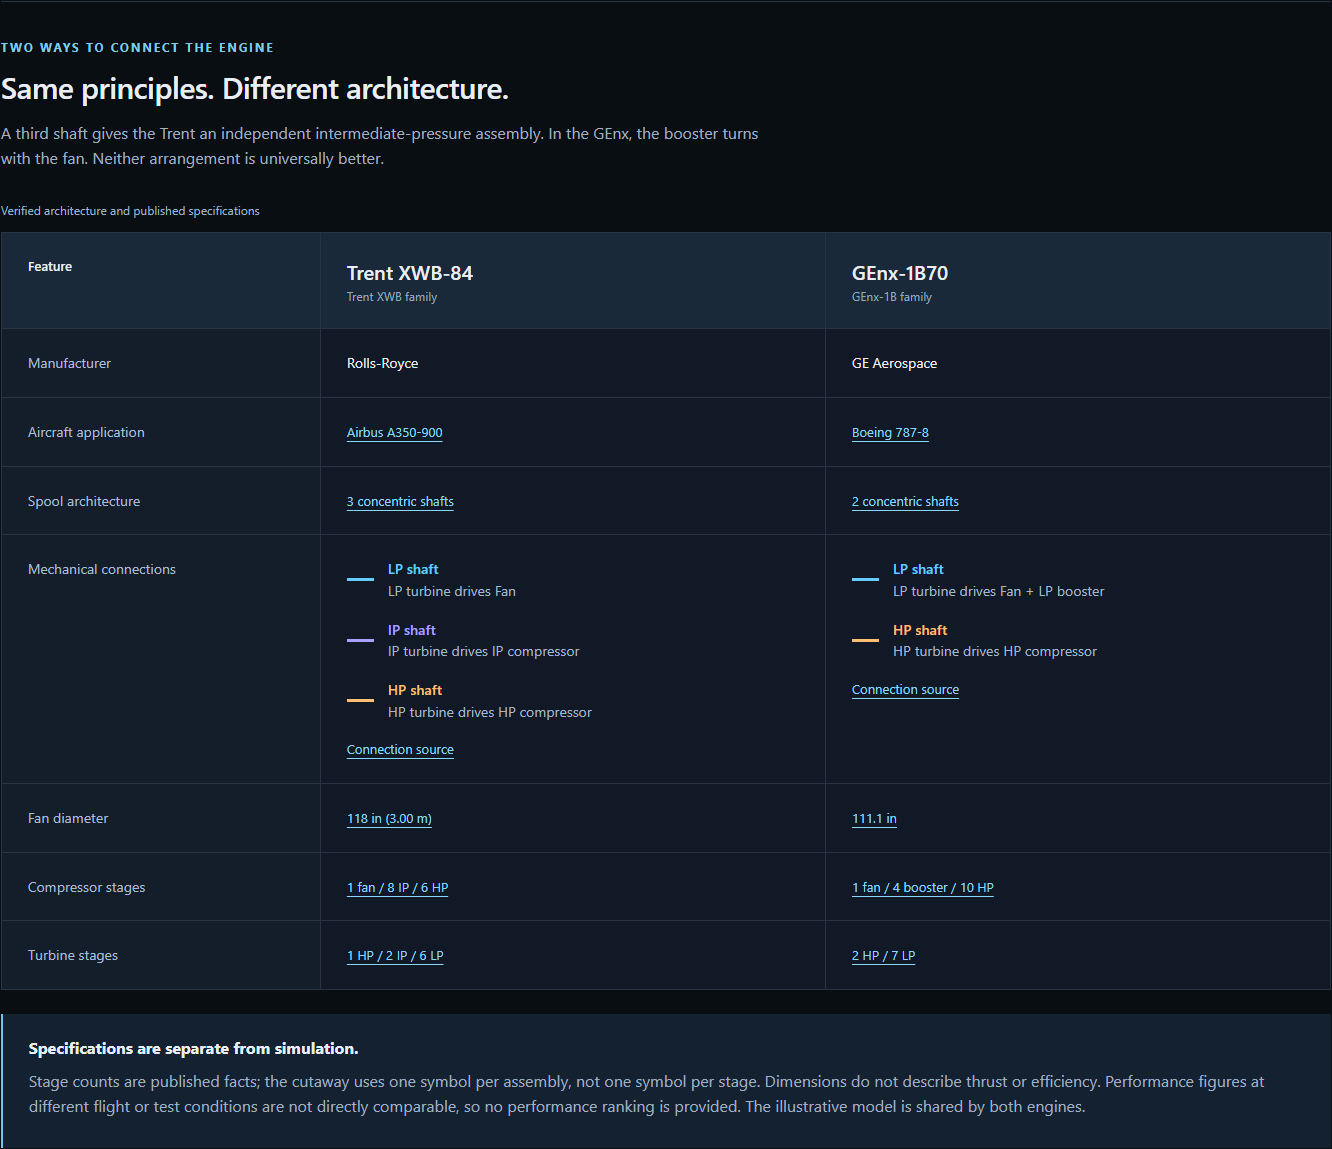 TWO WAYS TO CONNECT THE ENGINE
Same principles. Different architecture.
A third shaft gives the Trent an independent intermediate-pressure assembly. In the GEnx, the booster turns
with the fan. Neither arrangement is universally better.
Verified architecture and published specifications
Feature
Trent XWB-84
Trent XWB family
GEnx-1B70
GEnx-1B family
Manufacturer
Rolls-Royce
GE Aerospace
Aircraft application
Airbus A350-900
Boeing 787-8
Spool architecture
3 concentric shafts
2 concentric shafts
Mechanical connections
LP shaft
LP turbine drives Fan
IP shaft
IP turbine drives IP compressor
HP shaft
HP turbine drives HP compressor
Connection source
LP shaft
LP turbine drives Fan + LP booster
HP shaft
HP turbine drives HP compressor
Connection source
Fan diameter
118 in (3.00 m)
111.1 in
Compressor stages
1 fan / 8 IP / 6 HP
1 fan / 4 booster / 10 HP
Turbine stages
1 HP / 2 IP / 6 LP
2 HP / 7 LP
Specifications are separate from simulation.
Stage counts are published facts; the cutaway uses one symbol per assembly, not one symbol per stage. Dimensions do not describe thrust or efficiency. Performance figures at
different flight or test conditions are not directly comparable, so no performance ranking is provided. The illustrative model is shared by both engines.